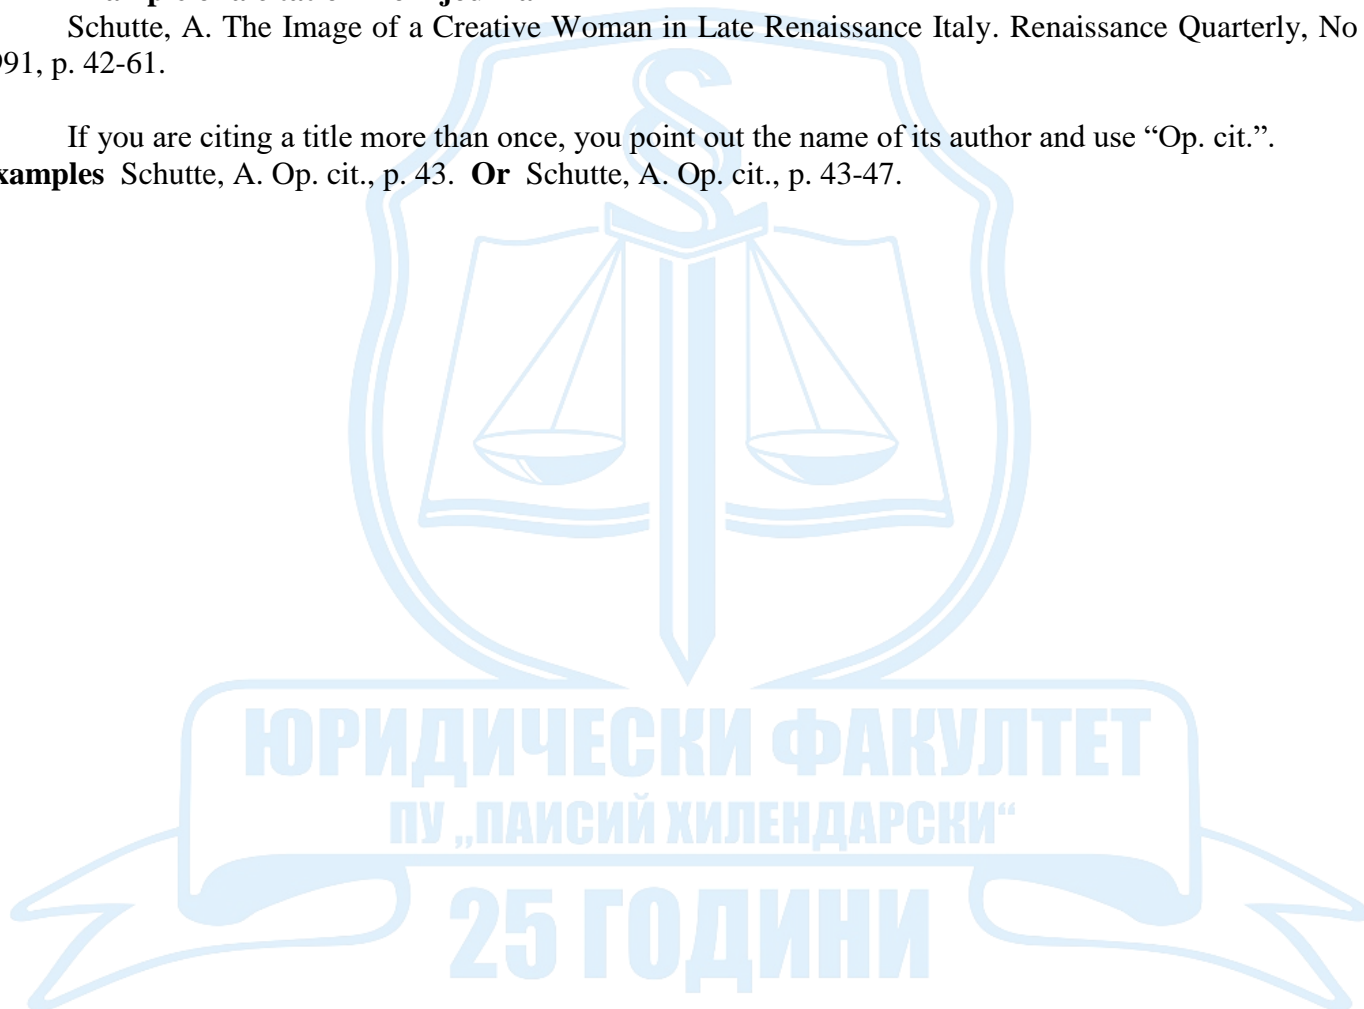 Schutte, A. The Image of a Creative Woman in Late Renaissance Italy. Renaissance Quarterly, No
991, p. 42-61.
If you are citing a title more than once, you point out the name of its author and use “Op. cit.”.
xamples Schutte, A. Op. cit., p. 43. Or Schutte, A. Op. cit., p. 43-47.
§
ЮРИДИЧЕСКИ ФАКУЛТЕТ
ПУ „ПАИСИЙ ХИЛЕНДАРСКИ“
25 ГОДИНИ